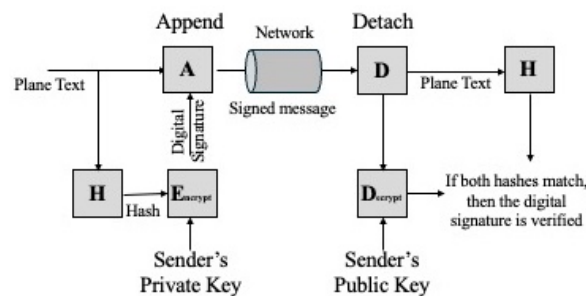 Append
Network
Detach
A
D
H
Plane Text
Signed message
Plane Text
Digital
Signature
H
Hash
Encrypt
Decrypt
If both hashes match,
then the digital
signature is verified
Sender's
Private Key
Sender's
Public Key